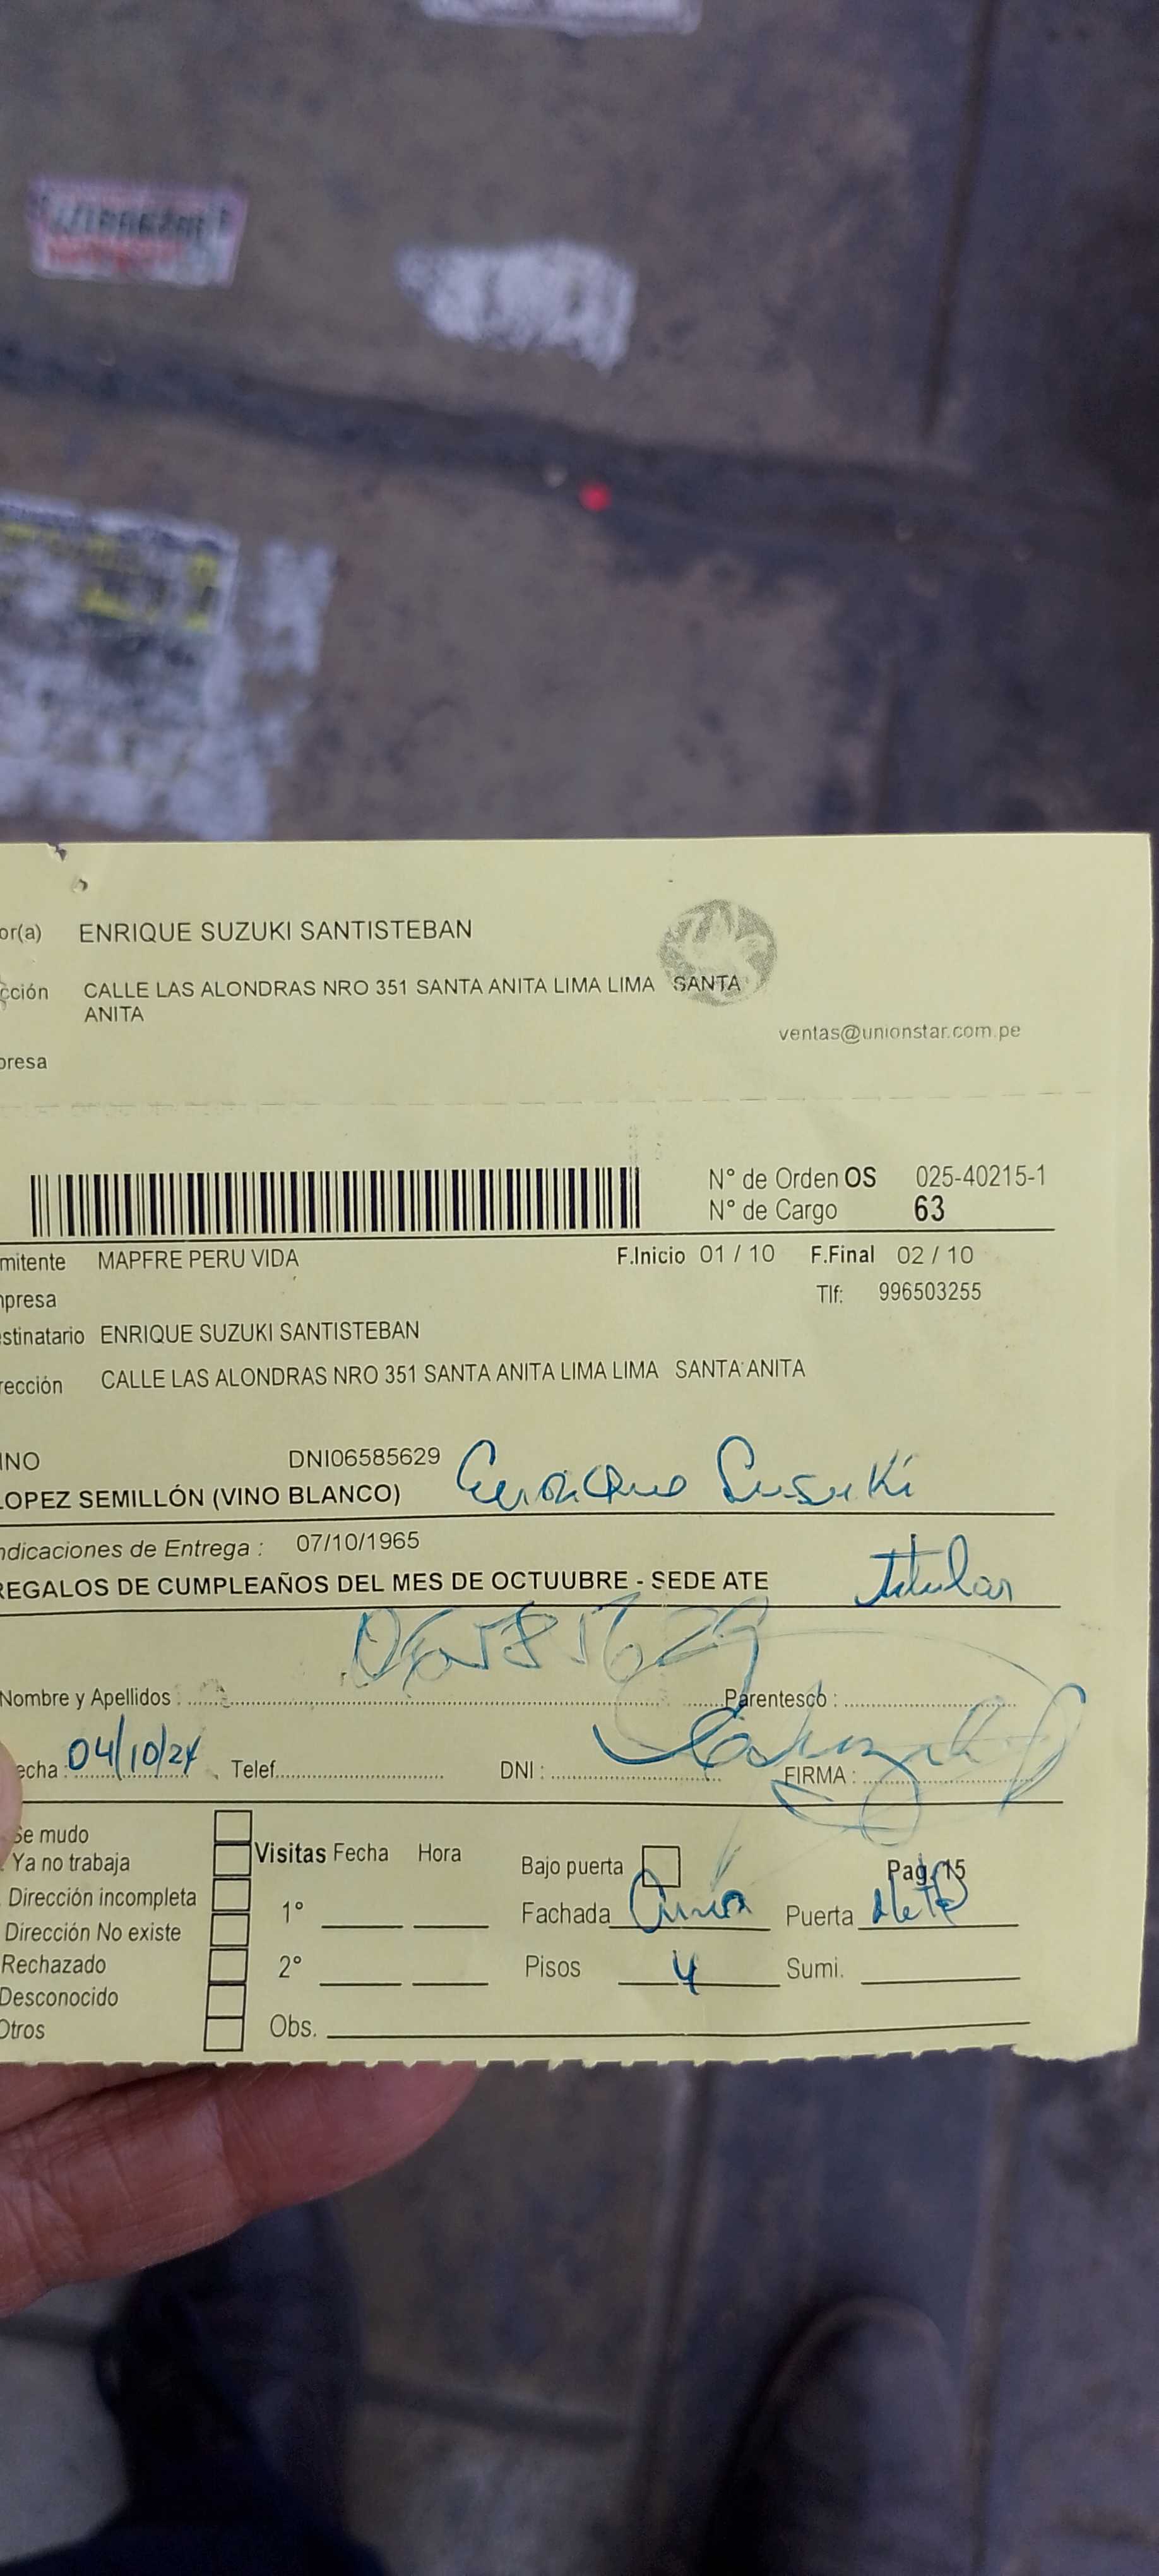 or(a) ENRIQUE SUZUKI SANTISTEBAN
cción CALLE LAS ALONDRAS NRO 351 SANTA ANITA LIMA LIMA SANTA
ANITA
ventas@unionstar.com.pe
presa
N° de Orden OS 025-40215-1
N° de Cargo 63
mitente MAPFRE PERU VIDA F.Inicio 01 / 10 F.Final 02 / 10
npresa Tlf: 996503255
estinatario ENRIQUE SUZUKI SANTISTEBAN
rección CALLE LAS ALONDRAS NRO 351 SANTA ANITA LIMA LIMA SANTA ANITA
INO DNI06585629
LOPEZ SEMILLÓN (VINO BLANCO) Enrique Susuki
ndicaciones de Entrega : 07/10/1965
REGALOS DE CUMPLEAÑOS DEL MES DE OCTUUBRE - SEDE ATE titular
06585629
Nombre y Apellidos : Parentesco :
echa : 04/10/24 Telef. DNI : FIRMA :
Se mudo
Ya no trabaja Visitas Fecha Hora Bajo puerta Pag. 15
Dirección incompleta 1° Fachada Puerta
Dirección No existe
Rechazado 2° Pisos 4 Sumi.
Desconocido
Otros Obs.